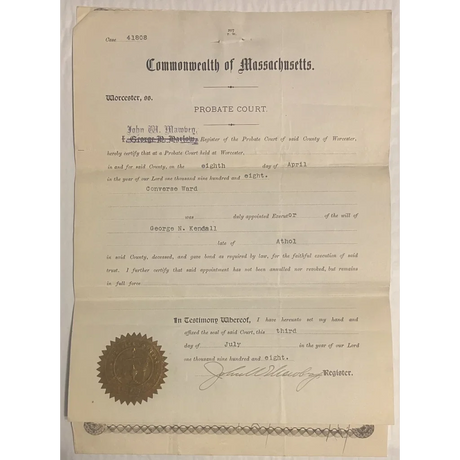 Case 41808
Commonwealth of Massachusetts.
Worcester, ss.
PROBATE COURT.
John W. Mawbey,
I, George H. Harlow, Register of the Probate Court of said County of Worcester,
hereby certify that at a Probate Court held at Worcester,
in and for said County, on the eighth day of April
in the year of our Lord one thousand nine hundred and eight.
Converse Ward
was duly appointed Executor of the will of
George N. Kendall
late of Athol
in said County, deceased, and gave bond as required by law, for the faithful execution of said
trust. I further certify that said appointment has not been annulled nor vacated, but remains
in full force
In Testimony Whereof, I have hereunto set my hand and
affixed the seal of said Court, this third
day of July in the year of our Lord
one thousand nine hundred and eight.
John W. Mawbey Register.